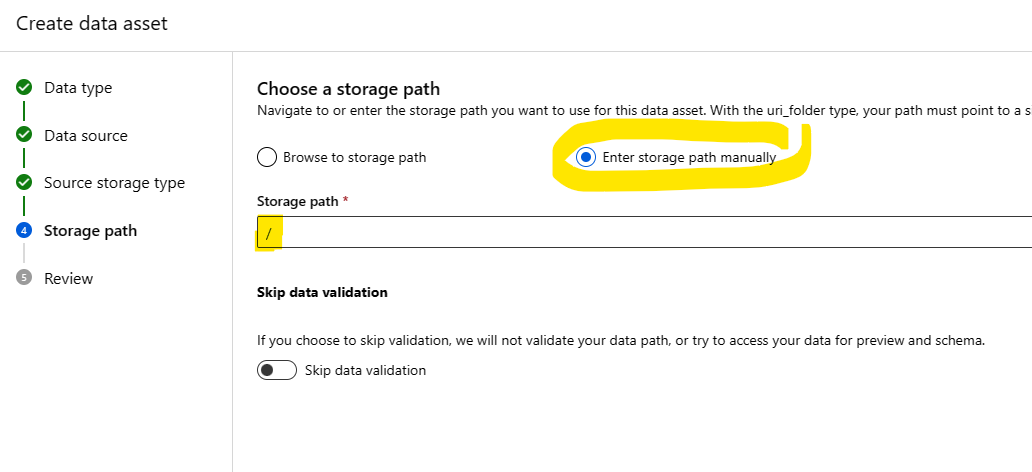 Create data asset
Data type
Data source
Source storage type
4 Storage path
5 Review
Choose a storage path
Navigate to or enter the storage path you want to use for this data asset. With the uri_folder type, your path must point to a s
Browse to storage path
Enter storage path manually
Storage path *
/
Skip data validation
If you choose to skip validation, we will not validate your data path, or try to access your data for preview and schema.
Skip data validation